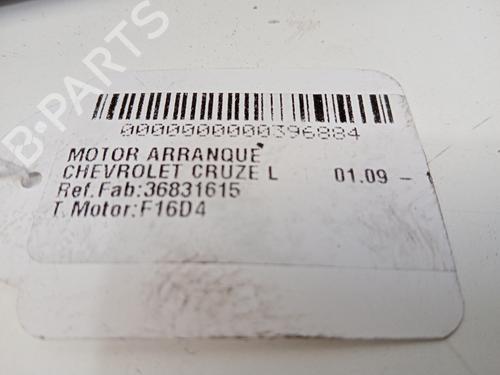 0000000000396884
MOTOR ARRANQUE
CHEVROLET CRUZE L 01.09 -
Ref. Fab:36831615
T. Motor:F16D4
B-PARTS